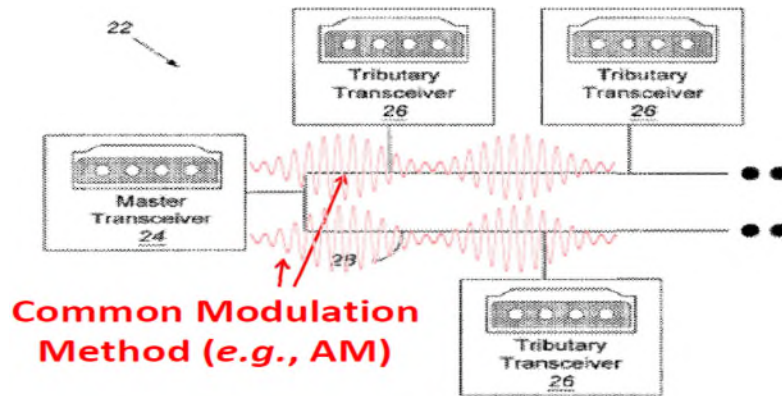 22
Tributary
Transceiver
26
Tributary
Transceiver
26
Master
Transceiver
24
28
Common Modulation
Method (e.g., AM)
Tributary
Transceiver
26